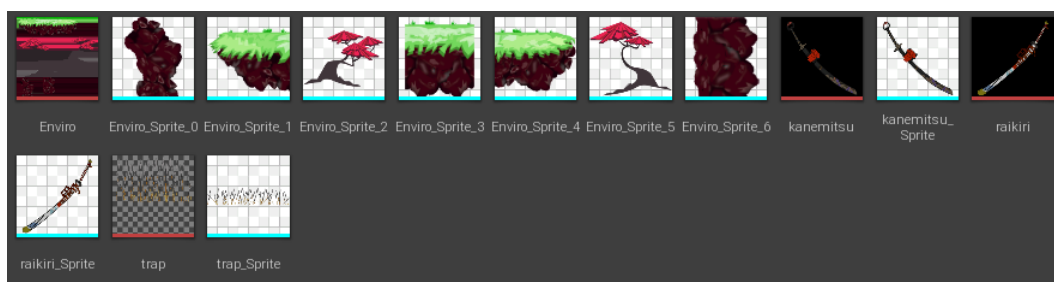 Enviro
Enviro_Sprite_0
Enviro_Sprite_1
Enviro_Sprite_2
Enviro_Sprite_3
Enviro_Sprite_4
Enviro_Sprite_5
Enviro_Sprite_6
kanemitsu
kanemitsu_
Sprite
raikiri
raikiri_Sprite
trap
trap_Sprite